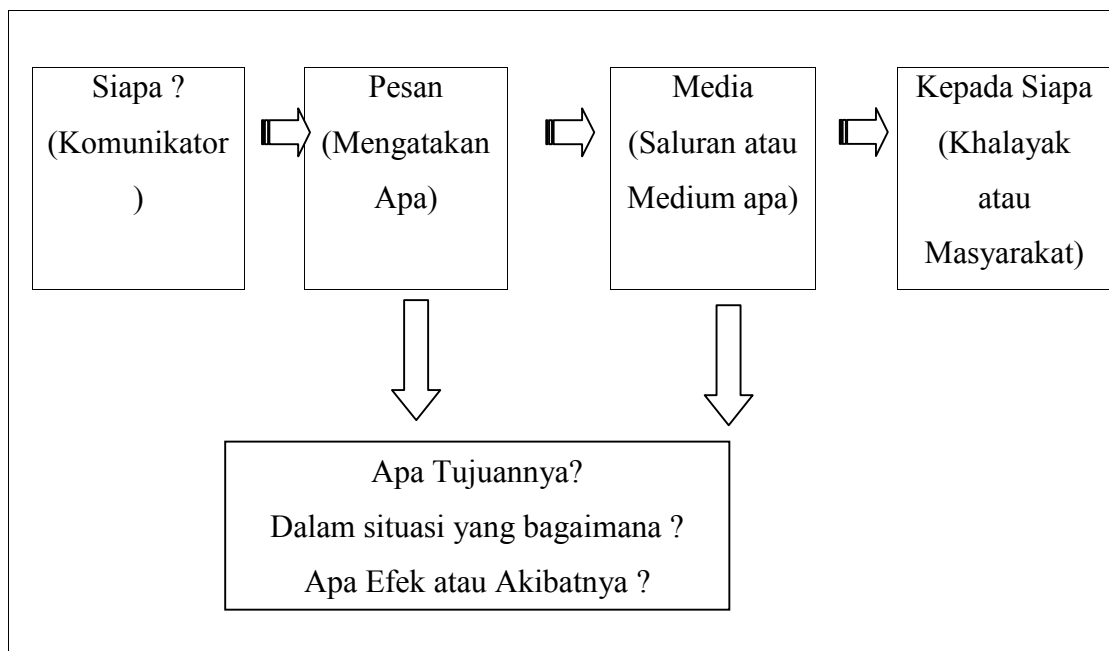 Siapa ?
(Komunikator
)
Pesan
(Mengatakan
Apa)
Media
(Saluran atau
Medium apa)
Kepada Siapa
(Khalayak
atau
Masyarakat)
Apa Tujuannya?
Dalam situasi yang bagaimana ?
Apa Efek atau Akibatnya ?